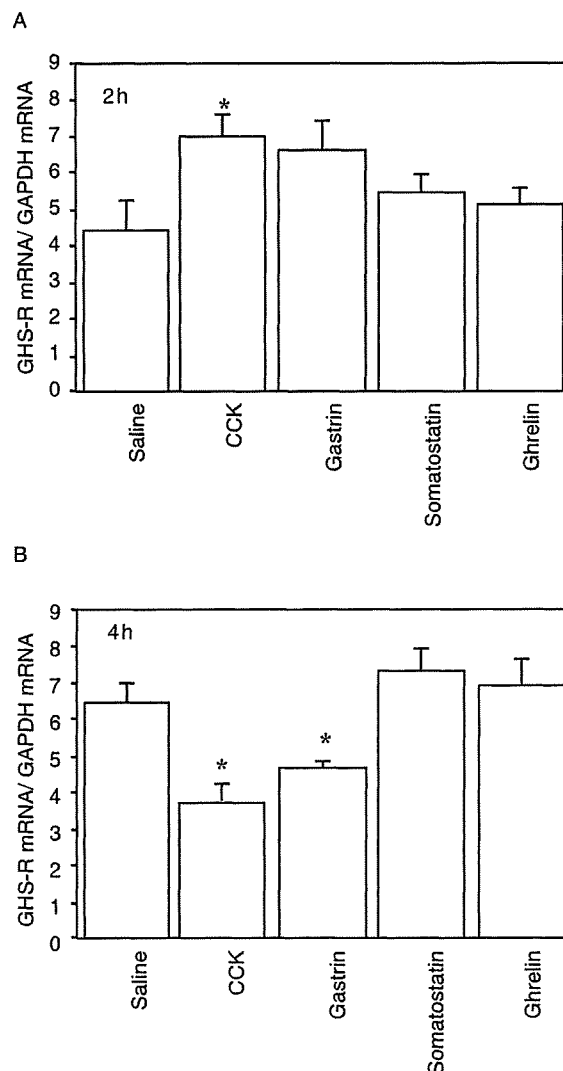 A
GHS-R mRNA/ GAPDH mRNA
9
8
7
6
5
4
3
2
1
0
2h
*
Saline
CCK
Gastrin
Somatostatin
Ghrelin
B
GHS-R mRNA/ GAPDH mRNA
9
8
7
6
5
4
3
2
1
0
4h
*
*
Saline
CCK
Gastrin
Somatostatin
Ghrelin